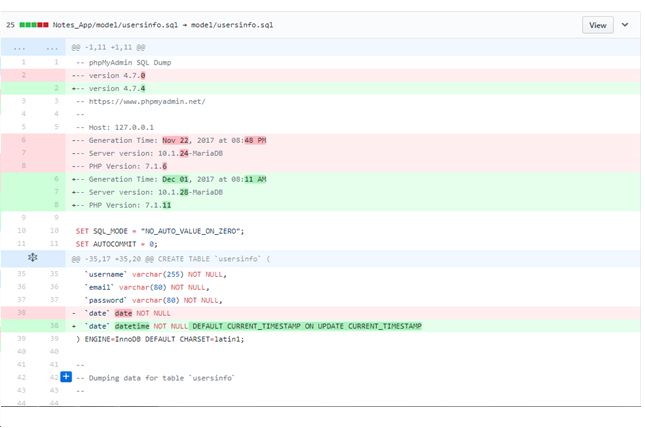 25 Notes_App/model/usersinfo.sql → model/usersinfo.sql View
... ... @@ -1,11 +1,11 @@
1 1 -- phpMyAdmin SQL Dump
2 --- version 4.7.0
2 +-- version 4.7.4
3 3 -- https://www.phpmyadmin.net/
4 4 --
5 5 -- Host: 127.0.0.1
6 --- Generation Time: Nov 22, 2017 at 08:48 PM
7 --- Server version: 10.1.24-MariaDB
8 --- PHP Version: 7.1.6
6 +-- Generation Time: Dec 01, 2017 at 08:11 AM
7 +-- Server version: 10.1.28-MariaDB
8 +-- PHP Version: 7.1.11
9 9
10 10 SET SQL_MODE = "NO_AUTO_VALUE_ON_ZERO";
11 11 SET AUTOCOMMIT = 0;
@@ -35,17 +35,20 @@ CREATE TABLE `usersinfo` (
35 35 `username` varchar(255) NOT NULL,
36 36 `email` varchar(80) NOT NULL,
37 37 `password` varchar(80) NOT NULL,
38 - `date` date NOT NULL
38 + `date` datetime NOT NULL DEFAULT CURRENT_TIMESTAMP ON UPDATE CURRENT_TIMESTAMP
39 39 ) ENGINE=InnoDB DEFAULT CHARSET=latin1;
40 40
41 41 --
42 42 + -- Dumping data for table `usersinfo`
43 43 --
44 44